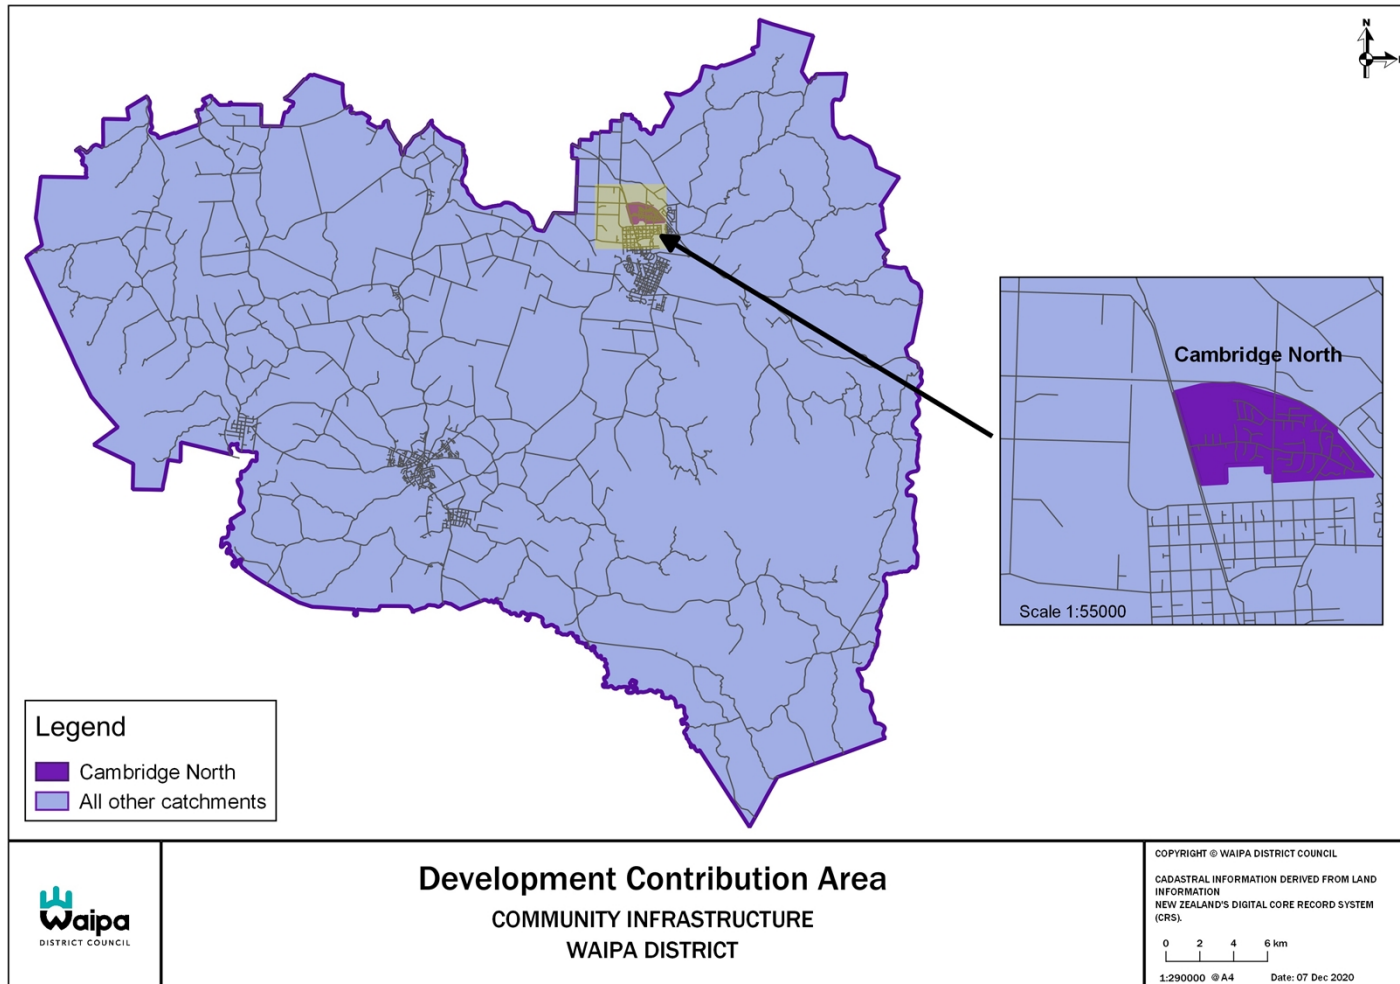 N
Cambridge North
Scale 1:55000
Legend
Cambridge North
All other catchments
Waipa
DISTRICT COUNCIL
Development Contribution Area
COMMUNITY INFRASTRUCTURE
WAIPA DISTRICT
COPYRIGHT © WAIPA DISTRICT COUNCIL
CADASTRAL INFORMATION DERIVED FROM LAND
INFORMATION
NEW ZEALAND'S DIGITAL CORE RECORD SYSTEM
(CRS).
0 2 4 6 km
1:290000 @ A4 Date: 07 Dec 2020